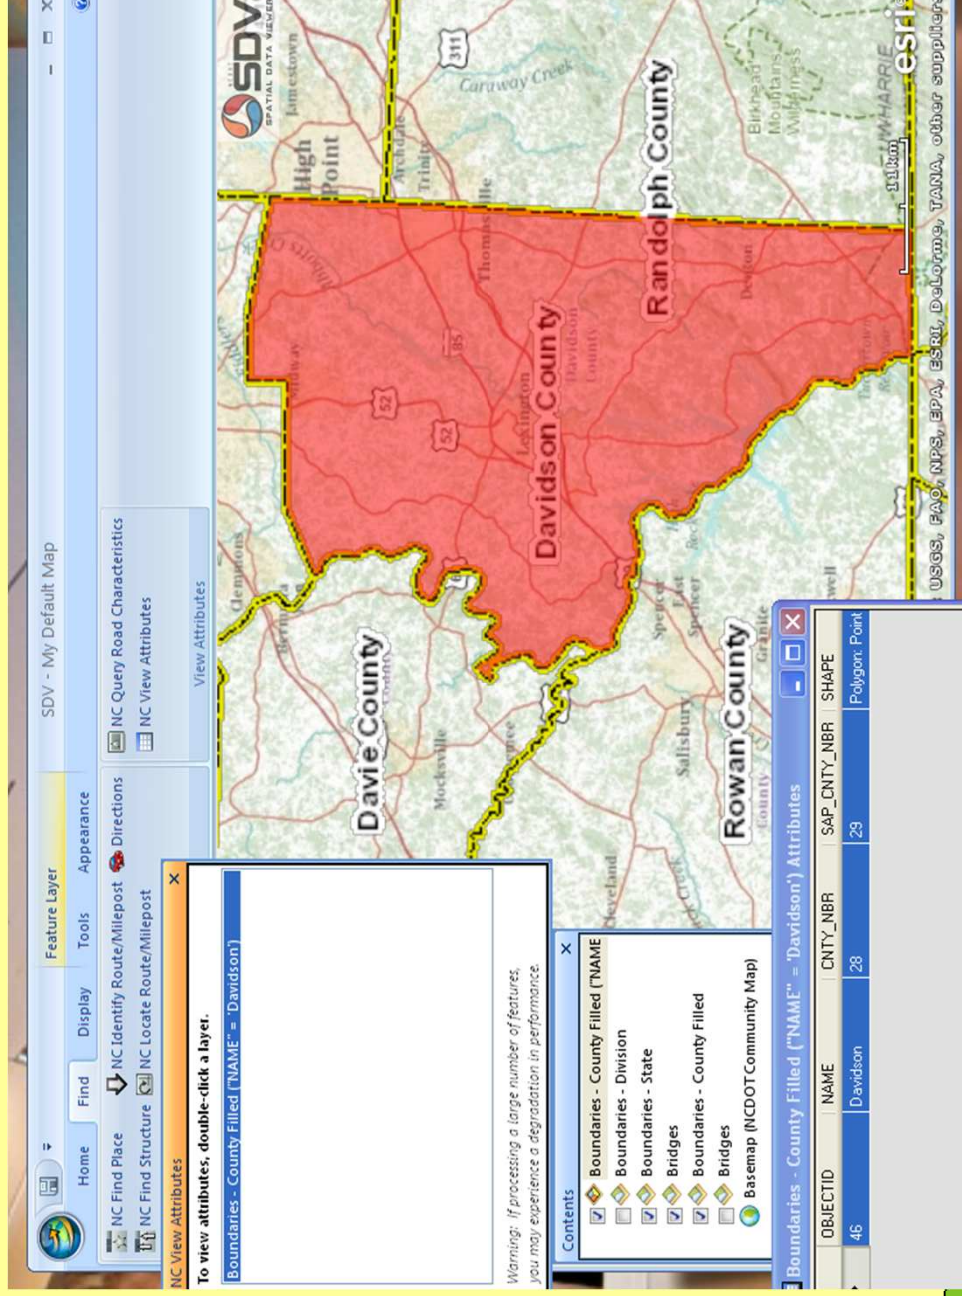 SDV - My Default Map
Feature Layer
Home
Find
Display
Tools
Appearance
NC Find Place
NC Identify Route/Milepost
Directions
NC Query Road Characteristics
NC Find Structure
NC Locate Route/Milepost
NC View Attributes
View Attributes
NC View Attributes
To view attributes, double-click a layer.
Boundaries - County Filled ("NAME" = 'Davidson')
Warning: If processing a large number of features,
you may experience a degradation in performance.
Contents
Boundaries - County Filled ("NAME
Boundaries - Division
Boundaries - State
Bridges
Boundaries - County Filled
Bridges
Basemap (NCDOT Community Map)
SDV
SPATIAL DATA VIEWER
Jamestown
High
Point
Archdale
Trinity
311
Caraway Creek
Clemmons
Midway
52
85
52
Lexington
Davidson County
Davidson
County
Randolph County
Denton
Birkhead
Mountains
Davie County
County
Mocksville
Spencer
East
Spencer
Salisbury
Rowan County
County
Granite
11km
esri
USGS, FAO, NPS, EPA, ESRI, DeLorme, TANA, other suppliers
Boundaries - County Filled ("NAME" = 'Davidson') Attributes
OBJECTID NAME CNTY_NBR SAP_CNTY_NBR SHAPE
46 Davidson 28 29 Polygon: Point